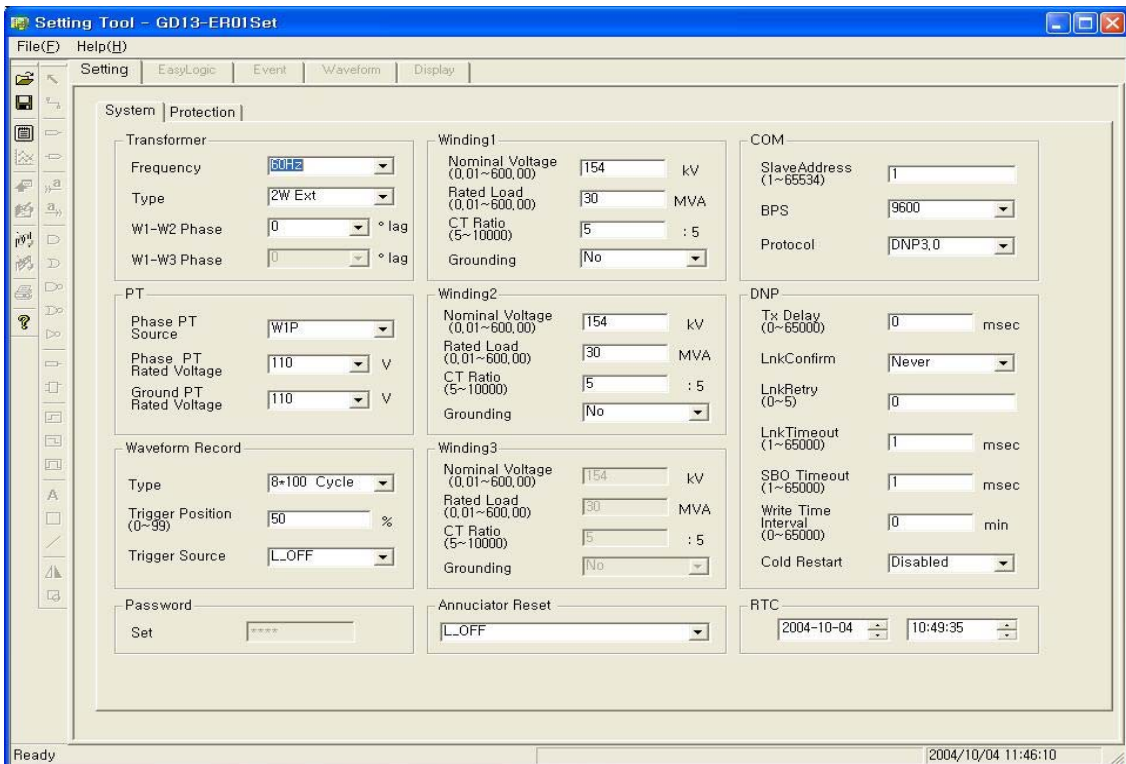 Setting Tool - GD13-ER01Set
File(F) Help(H)
Setting EasyLogic Event Waveform Display
System Protection
Transformer
Frequency 60Hz
Type 2W Ext
W1-W2 Phase 0 ° lag
W1-W3 Phase 0 ° lag
PT
Phase PT
Source W1P
Phase PT
Rated Voltage 110 V
Ground PT
Rated Voltage 110 V
Waveform Record
Type 8*100 Cycle
Trigger Position
(0~99) 50 %
Trigger Source L_OFF
Password
Set ****
Winding1
Nominal Voltage
(0,01~600,00) 154 kV
Rated Load
(0,01~600,00) 30 MVA
CT Ratio
(5~10000) 5 : 5
Grounding No
Winding2
Nominal Voltage
(0,01~600,00) 154 kV
Rated Load
(0,01~600,00) 30 MVA
CT Ratio
(5~10000) 5 : 5
Grounding No
Winding3
Nominal Voltage
(0,01~600,00) 154 kV
Rated Load
(0,01~600,00) 30 MVA
CT Ratio
(5~10000) 5 : 5
Grounding No
Annuciator Reset
L_OFF
COM
SlaveAddress
(1~65534) 1
BPS 9600
Protocol DNP3,0
DNP
Tx Delay
(0~65000) 0 msec
LnkConfirm Never
LnkRetry
(0~5) 0
LnkTimeout
(1~65000) 1 msec
SBO Timeout
(1~65000) 1 msec
Write Time
Interval
(0~65000) 0 min
Cold Restart Disabled
RTC
2004-10-04 10:49:35
Ready 2004/10/04 11:46:10